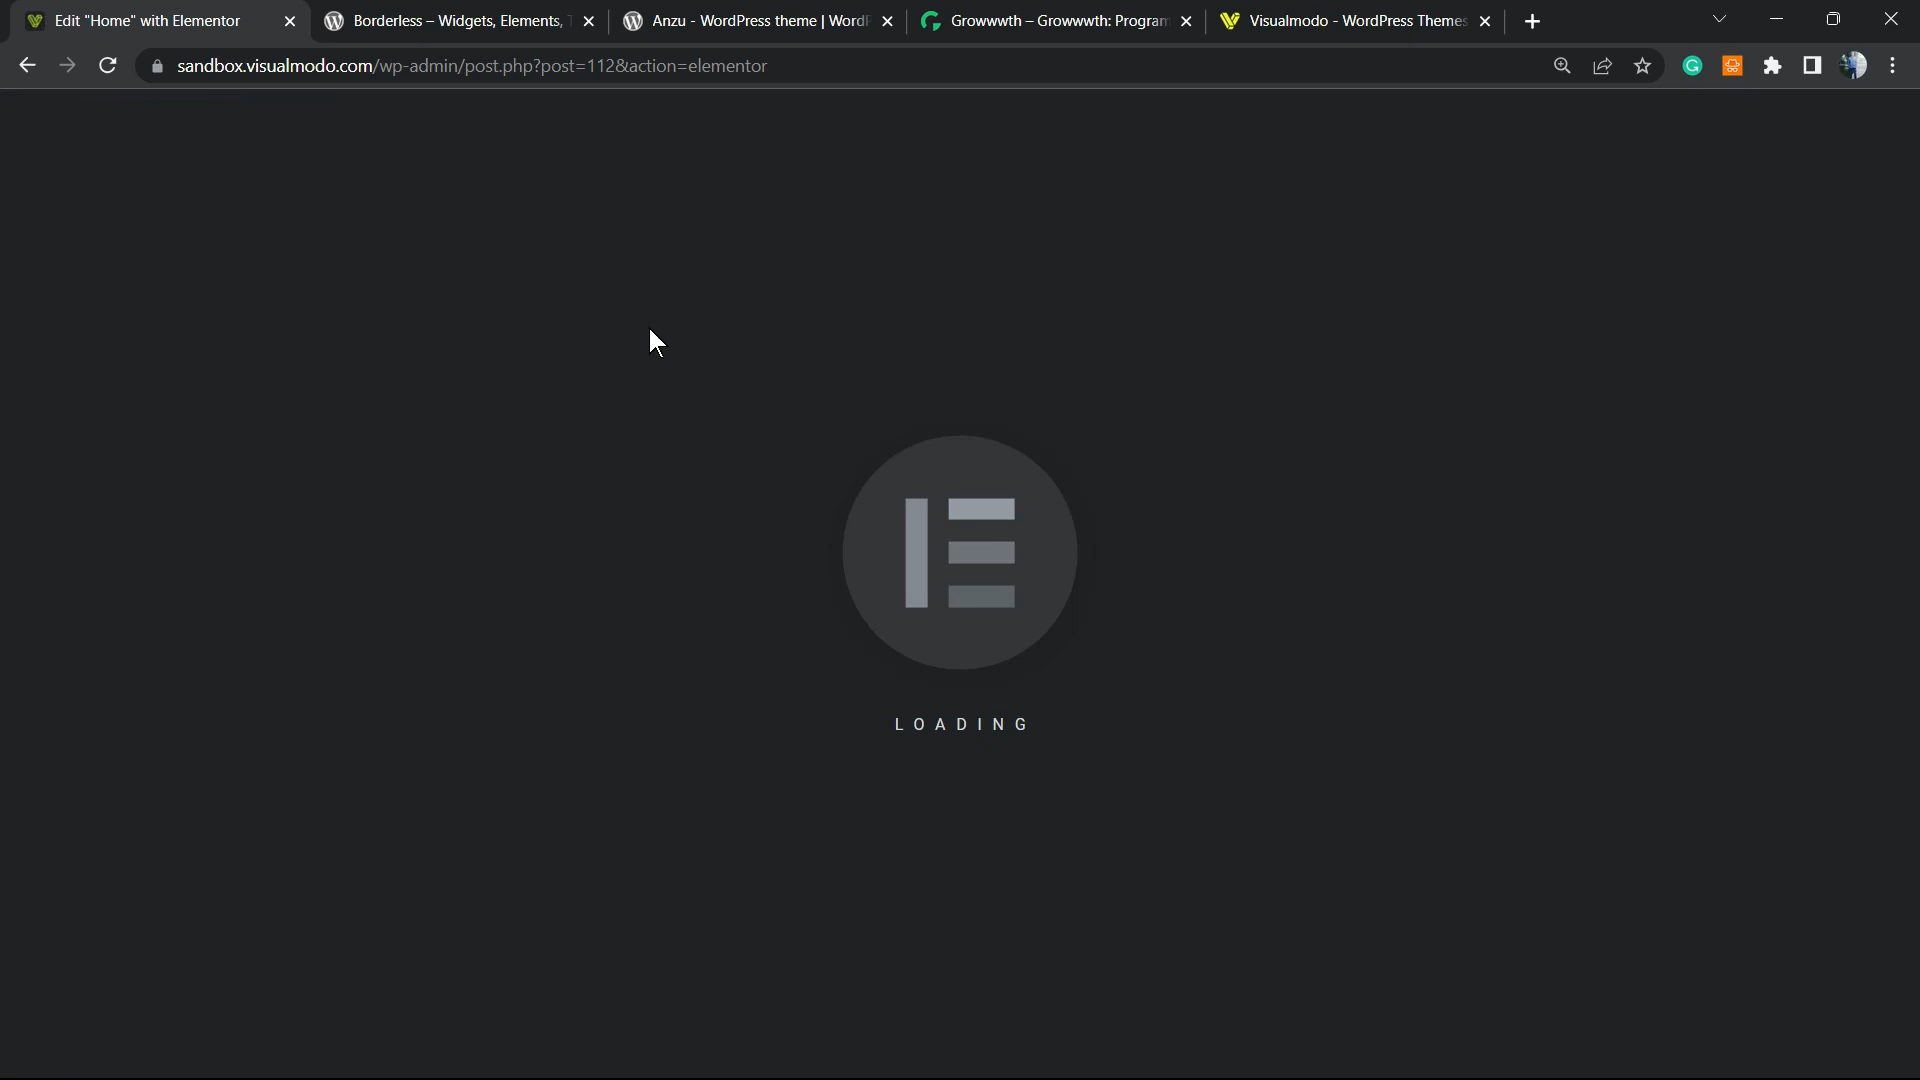 Edit "Home" with Elementor
Borderless – Widgets, Elements,
Anzu - WordPress theme | Word
Growwwth – Growwwth: Program
Visualmodo - WordPress Themes
sandbox.visualmodo.com/wp-admin/post.php?post=112&action=elementor
LOADING